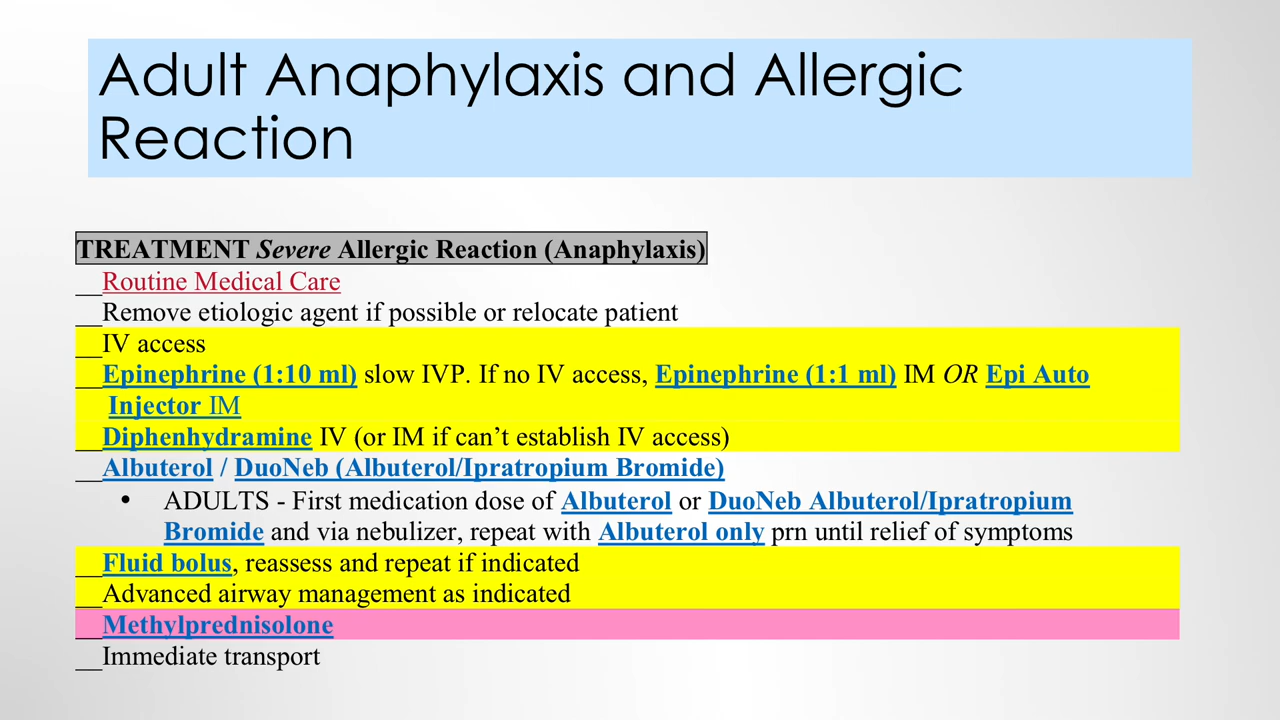 Adult Anaphylaxis and Allergic
Reaction
TREATMENT Severe Allergic Reaction (Anaphylaxis)
__Routine Medical Care
__Remove etiologic agent if possible or relocate patient
__IV access
__Epinephrine (1:10 ml) slow IVP. If no IV access, Epinephrine (1:1 ml) IM OR Epi Auto
Injector IM
__Diphenhydramine IV (or IM if can’t establish IV access)
__Albuterol / DuoNeb (Albuterol/Ipratropium Bromide)
• ADULTS - First medication dose of Albuterol or DuoNeb Albuterol/Ipratropium
Bromide and via nebulizer, repeat with Albuterol only prn until relief of symptoms
__Fluid bolus, reassess and repeat if indicated
__Advanced airway management as indicated
__Methylprednisolone
__Immediate transport